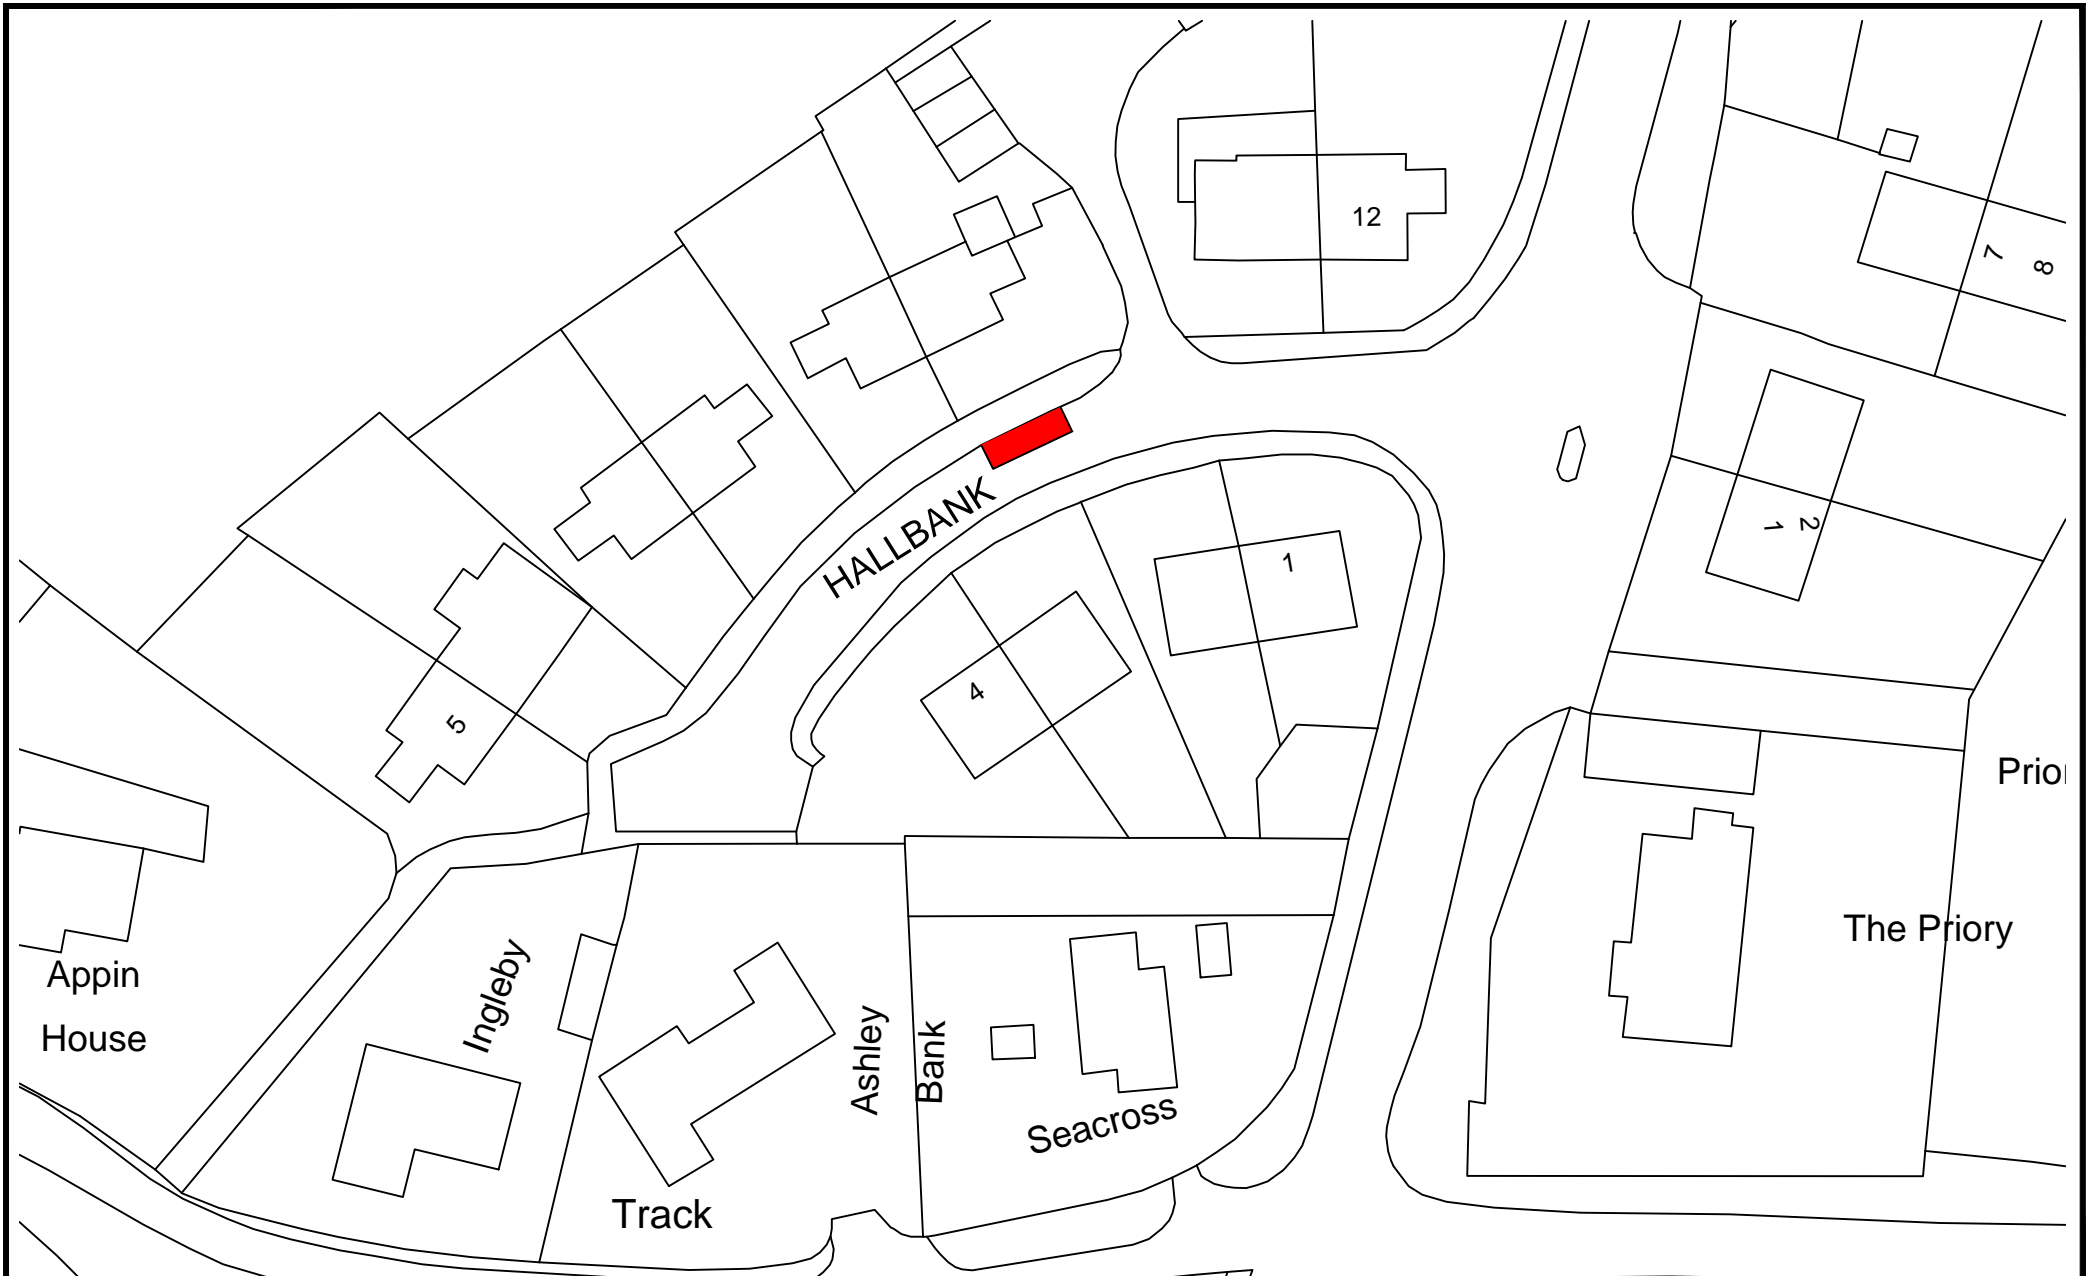 12
7
8
HALLBANK
1
2
1
4
5
Prior
The Priory
Appin
House
Ingleby
Ashley
Bank
Seacross
Track